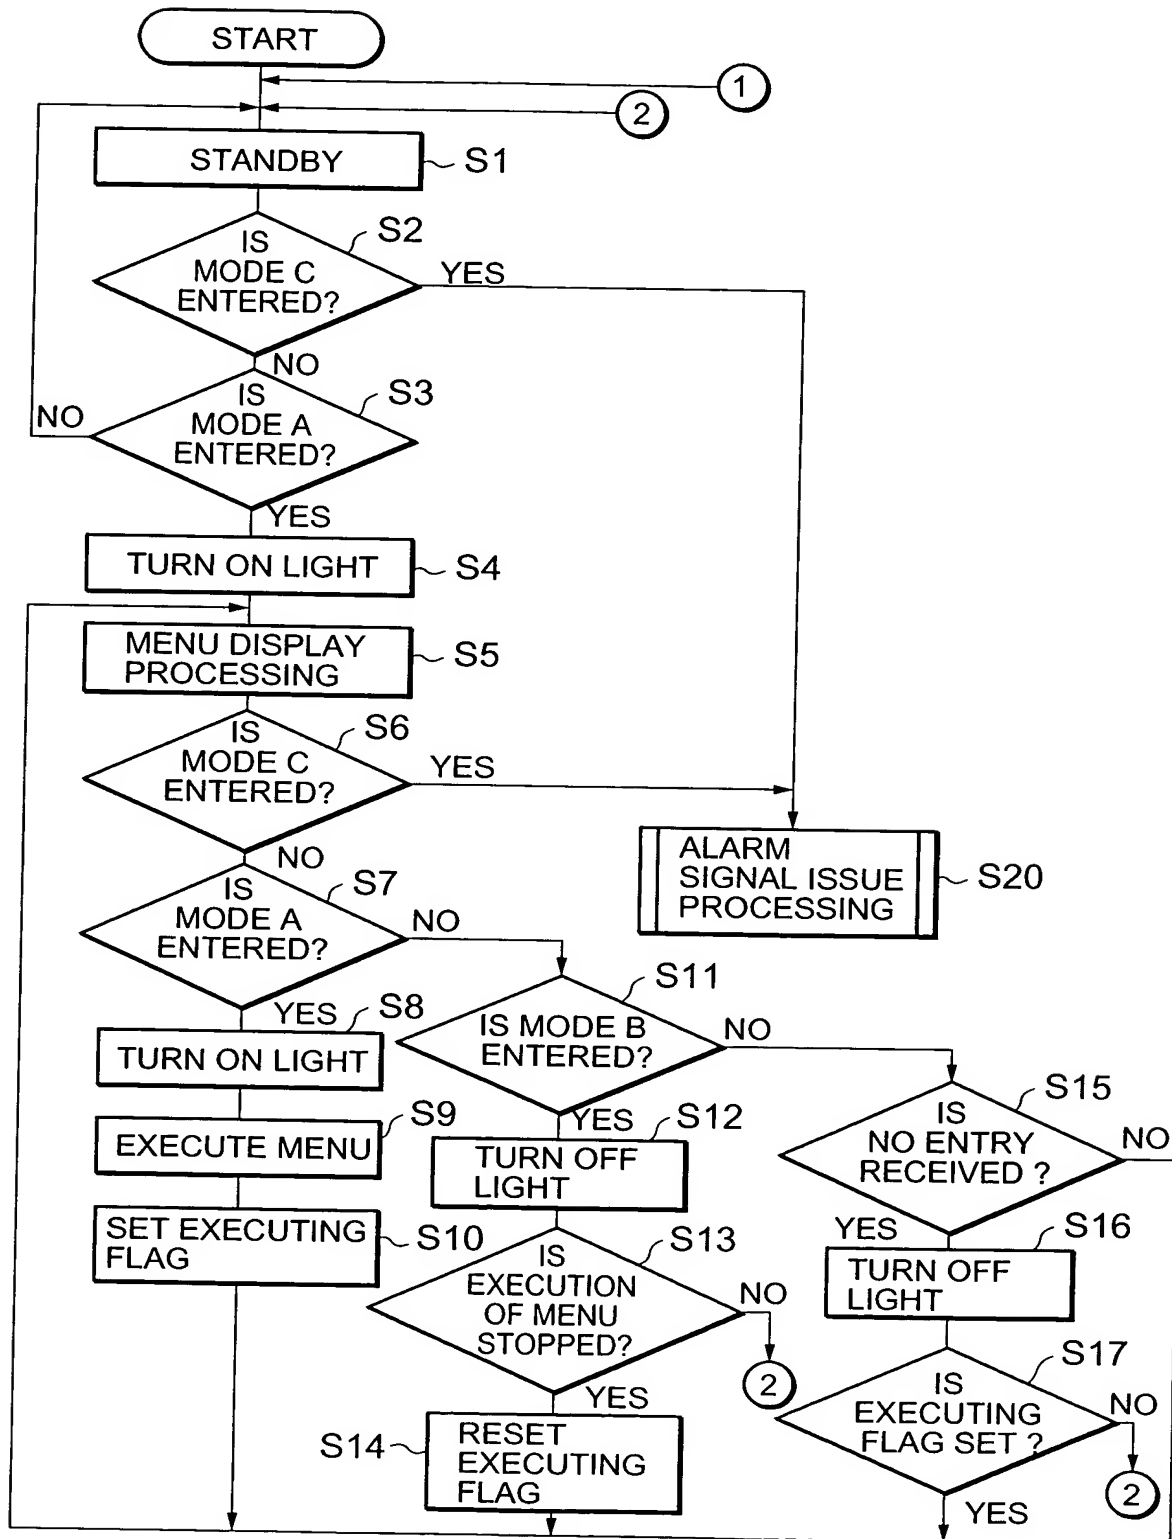 START
1
2
STANDBY
S1
S2
IS
MODE C
ENTERED?
YES
NO
S3
IS
MODE A
ENTERED?
NO
YES
TURN ON LIGHT
S4
MENU DISPLAY
PROCESSING
S5
S6
IS
MODE C
ENTERED?
YES
NO
ALARM
SIGNAL ISSUE
PROCESSING
S20
S7
IS
MODE A
ENTERED?
NO
YES
S8
TURN ON LIGHT
S9
EXECUTE MENU
SET EXECUTING
FLAG
S10
S11
IS MODE B
ENTERED?
NO
YES
S12
TURN OFF
LIGHT
S13
IS
EXECUTION
OF MENU
STOPPED?
NO
2
YES
S14
RESET
EXECUTING
FLAG
S15
IS
NO ENTRY
RECEIVED ?
NO
YES
S16
TURN OFF
LIGHT
S17
IS
EXECUTING
FLAG SET ?
NO
2
YES